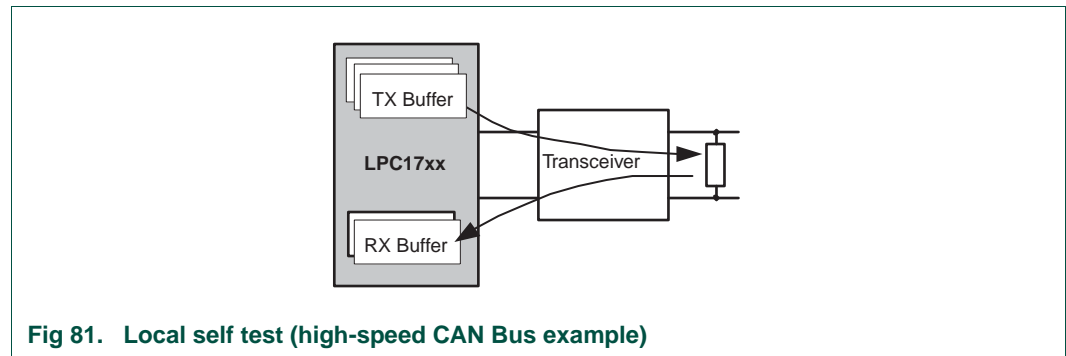 TX Buffer
LPC17xx
Transceiver
RX Buffer
Fig 81. Local self test (high-speed CAN Bus example)